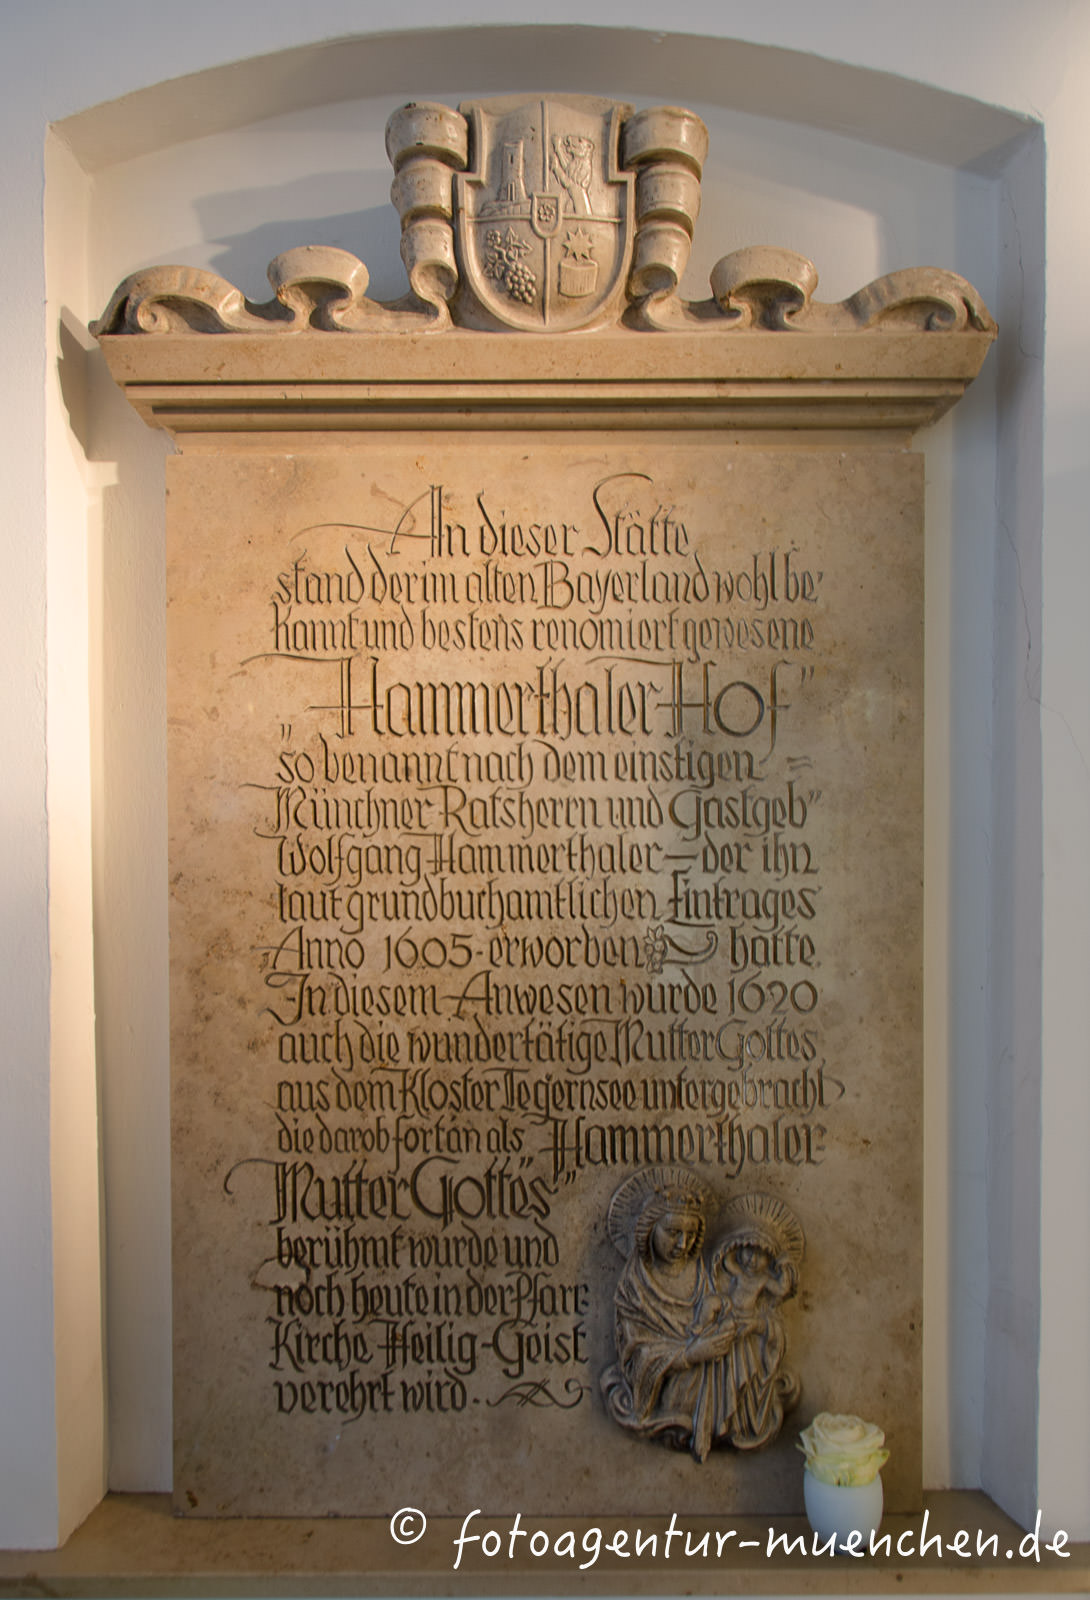 An dieser Stätte
stand der im alten Bayerland wohl be-
kannt und bestens renomiert gewesene
„Hammerthaler Hof"
so benannt nach dem einstigen =
Münchner Ratsherrn und Gastgeb"
Wolfgang Hammerthaler – der ihn
laut grundbuchamtlichen Eintrages
„Anno 1605 - erworben hatte.
In diesem Anwesen wurde 1620
auch die wundertätige Mutter Gottes
aus dem Kloster Tegernsee untergebracht
die darob fortan als „Hammerthaler-
Mutter Gottes"
berühmt wurde und
noch heute in der Pfarr-
Kirche Heilig-Geist
verehrt wird.
© fotoagentur-muenchen.de